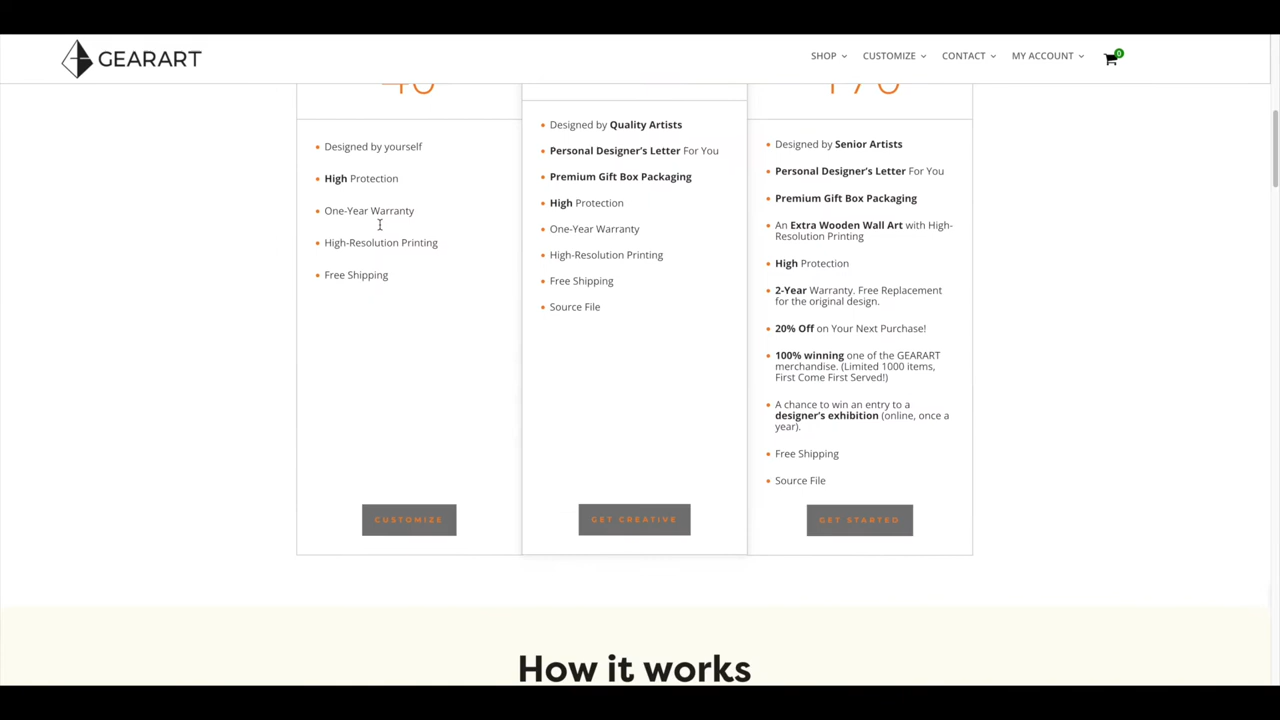 GEARART
SHOP
CUSTOMIZE
CONTACT
MY ACCOUNT
0
Designed by yourself
High Protection
One-Year Warranty
High-Resolution Printing
Free Shipping
CUSTOMIZE
Designed by Quality Artists
Personal Designer's Letter For You
Premium Gift Box Packaging
High Protection
One-Year Warranty
High-Resolution Printing
Free Shipping
Source File
GET CREATIVE
Designed by Senior Artists
Personal Designer's Letter For You
Premium Gift Box Packaging
An Extra Wooden Wall Art with High-
Resolution Printing
High Protection
2-Year Warranty. Free Replacement
for the original design.
20% Off on Your Next Purchase!
100% winning one of the GEARART
merchandise. (Limited 1000 items,
First Come First Served!)
A chance to win an entry to a
designer's exhibition (online, once a
year).
Free Shipping
Source File
GET STARTED
How it works